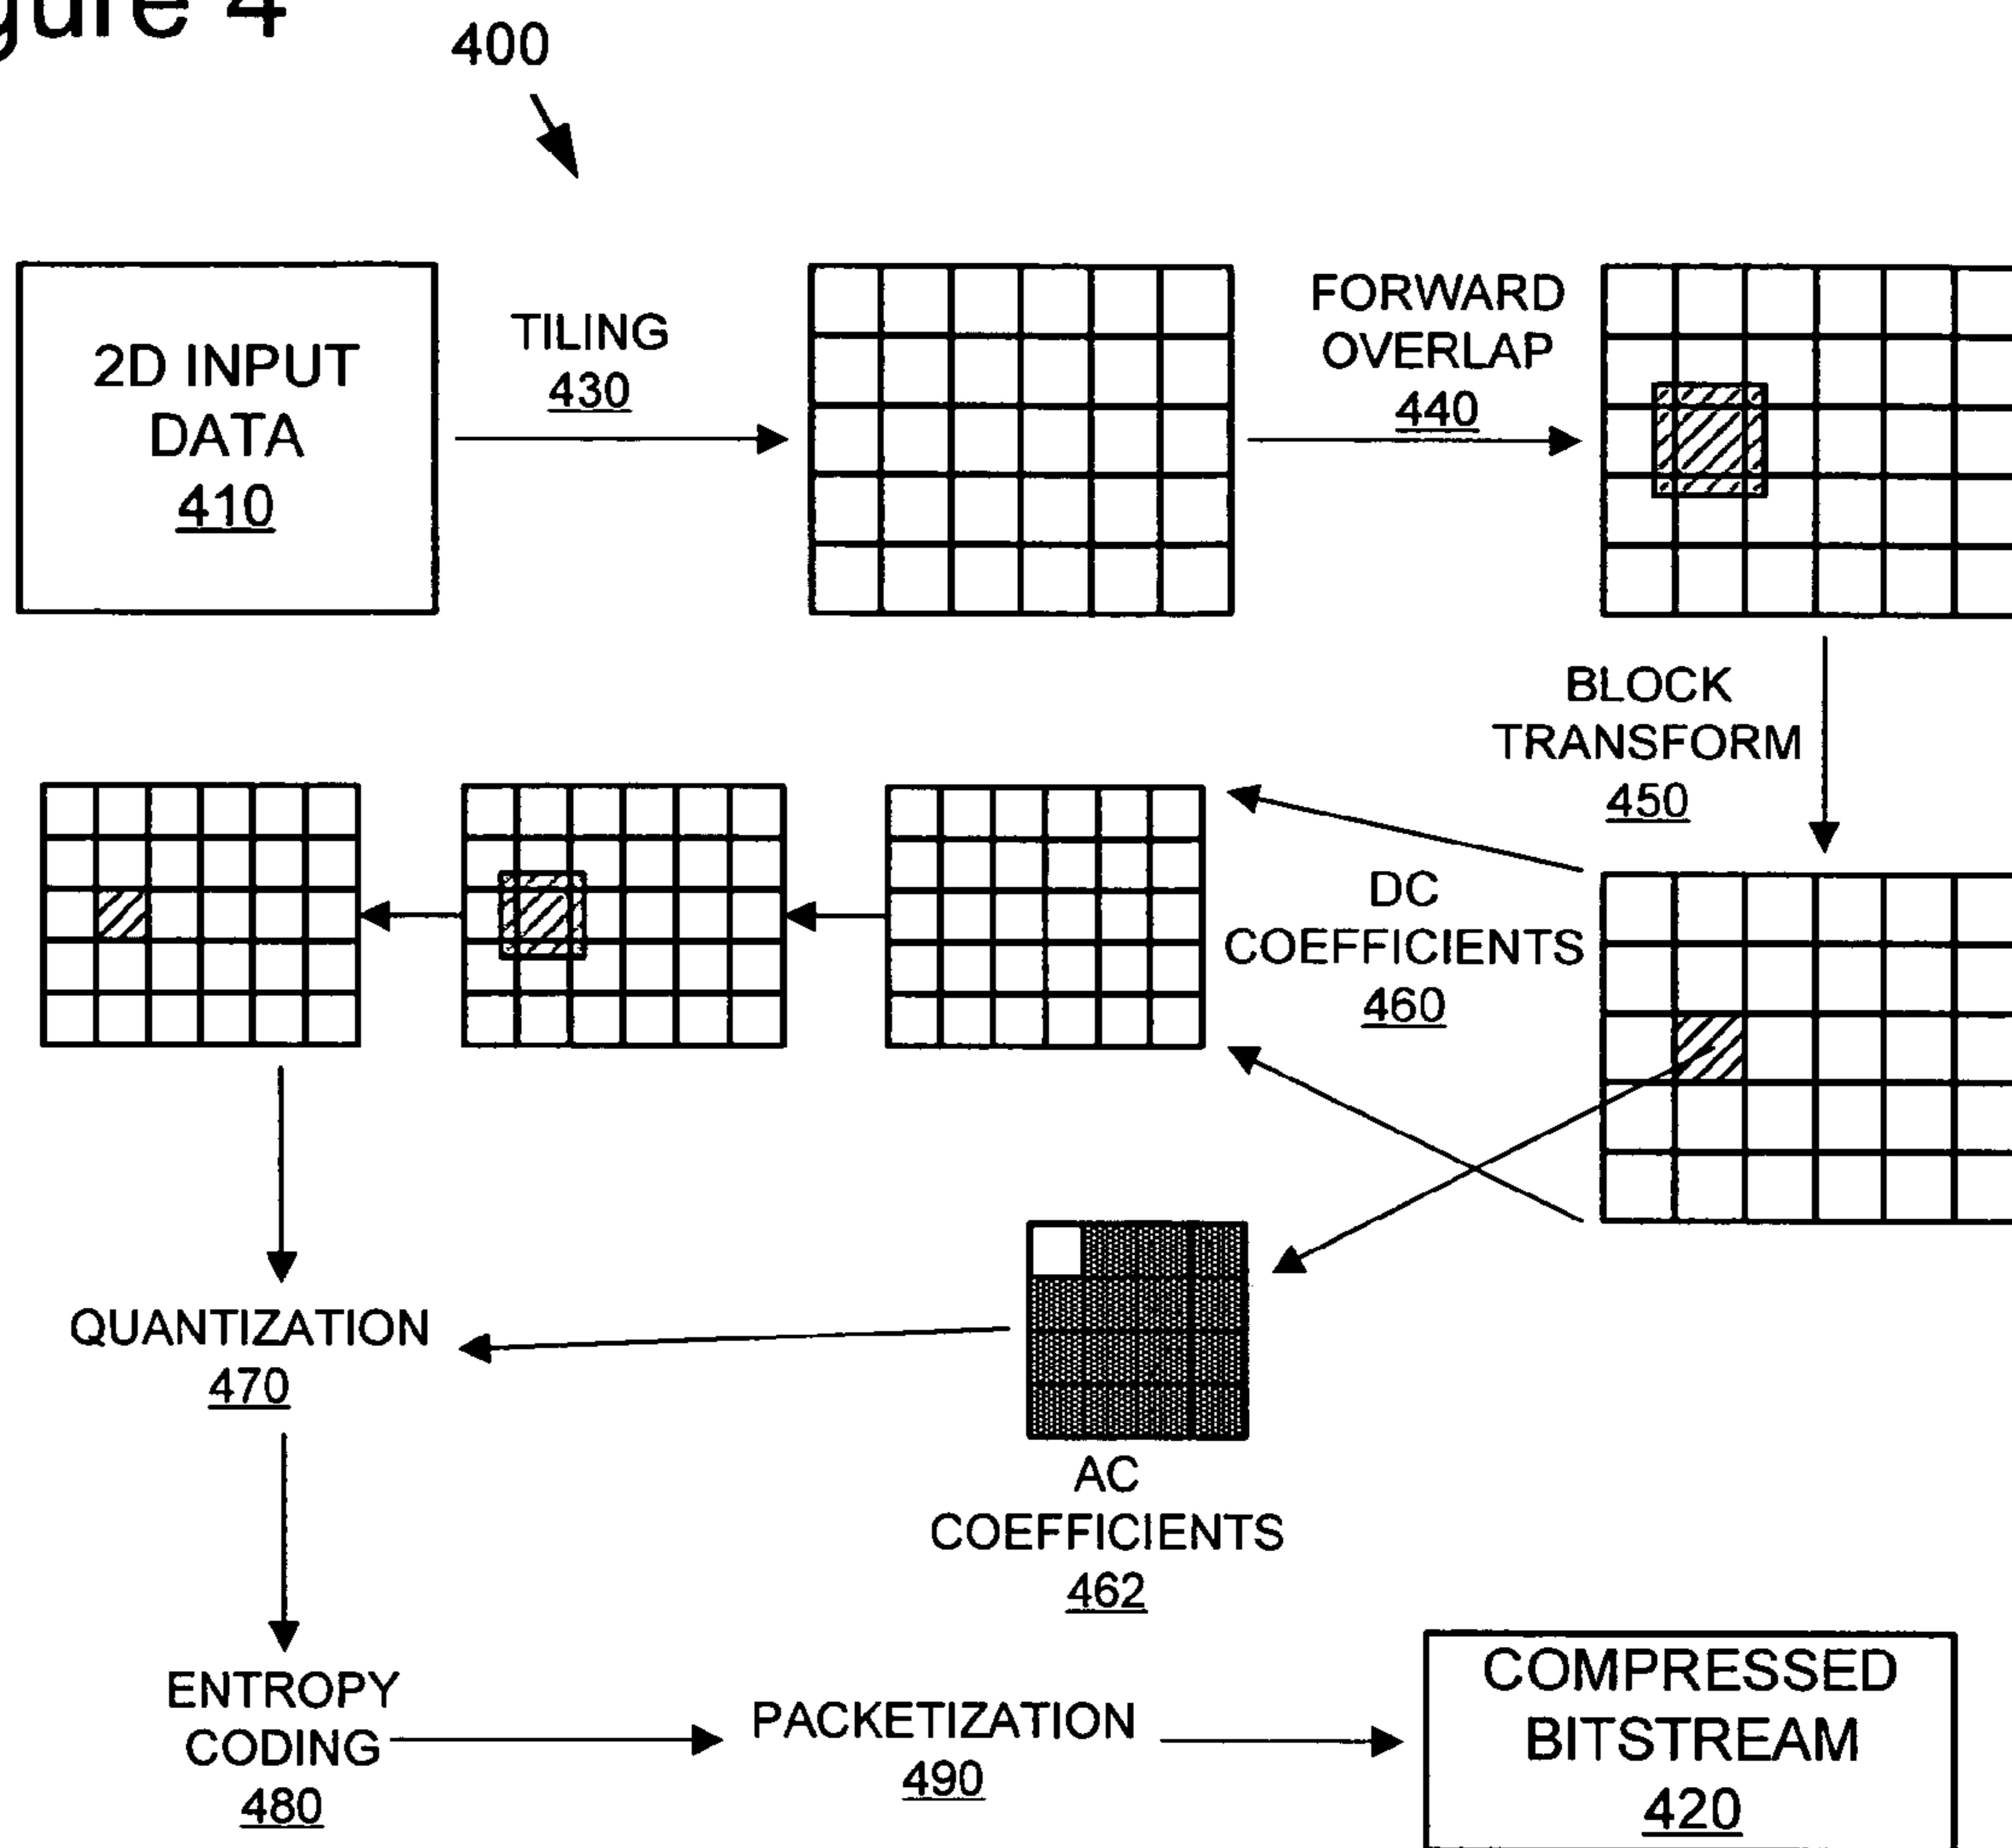 gure 4
400
2D INPUT
DATA
410
TILING
430
FORWARD
OVERLAP
440
BLOCK
TRANSFORM
450
DC
COEFFICIENTS
460
QUANTIZATION
470
AC
COEFFICIENTS
462
ENTROPY
CODING
480
PACKETIZATION
490
COMPRESSED
BITSTREAM
420